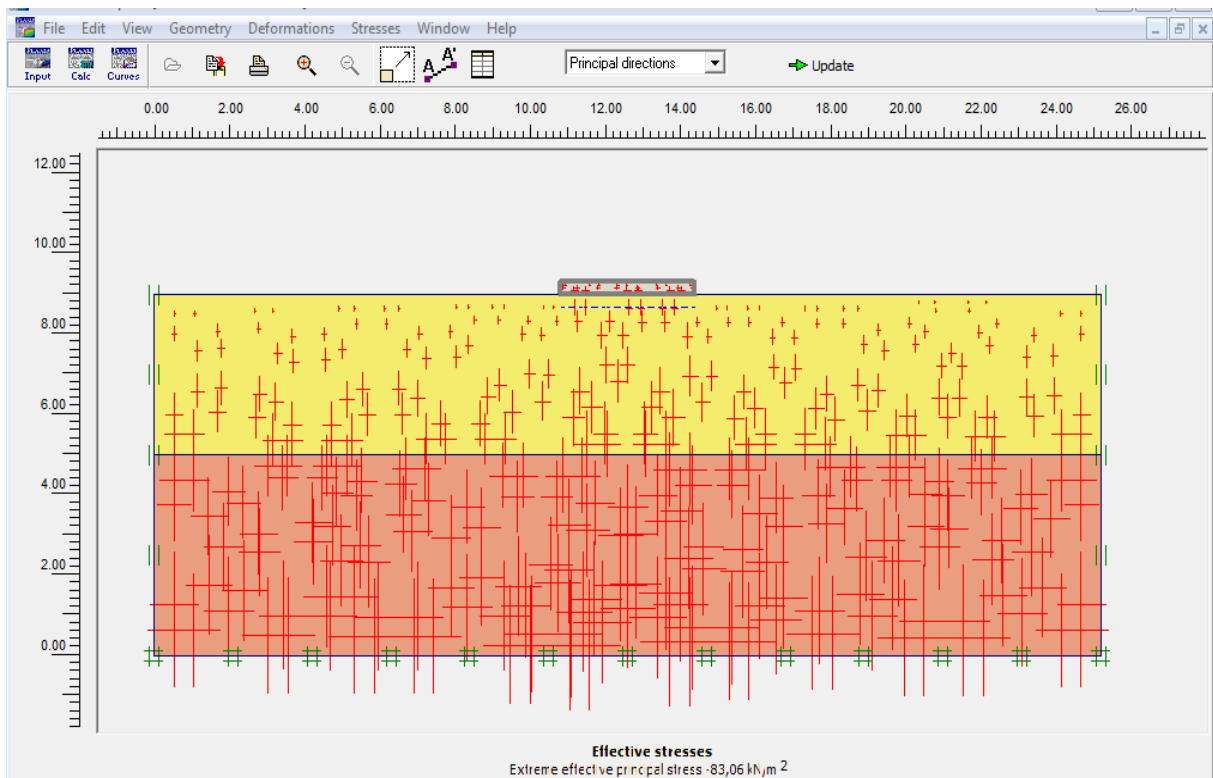 File Edit View Geometry Deformations Stresses Window Help
Input Calc Curves A A' Principal directions Update
0.00 2.00 4.00 6.00 8.00 10.00 12.00 14.00 16.00 18.00 20.00 22.00 24.00 26.00
12.00
10.00
8.00
6.00
4.00
2.00
0.00
Effective stresses
Extreme effective principal stress -83,06 kN/m 2